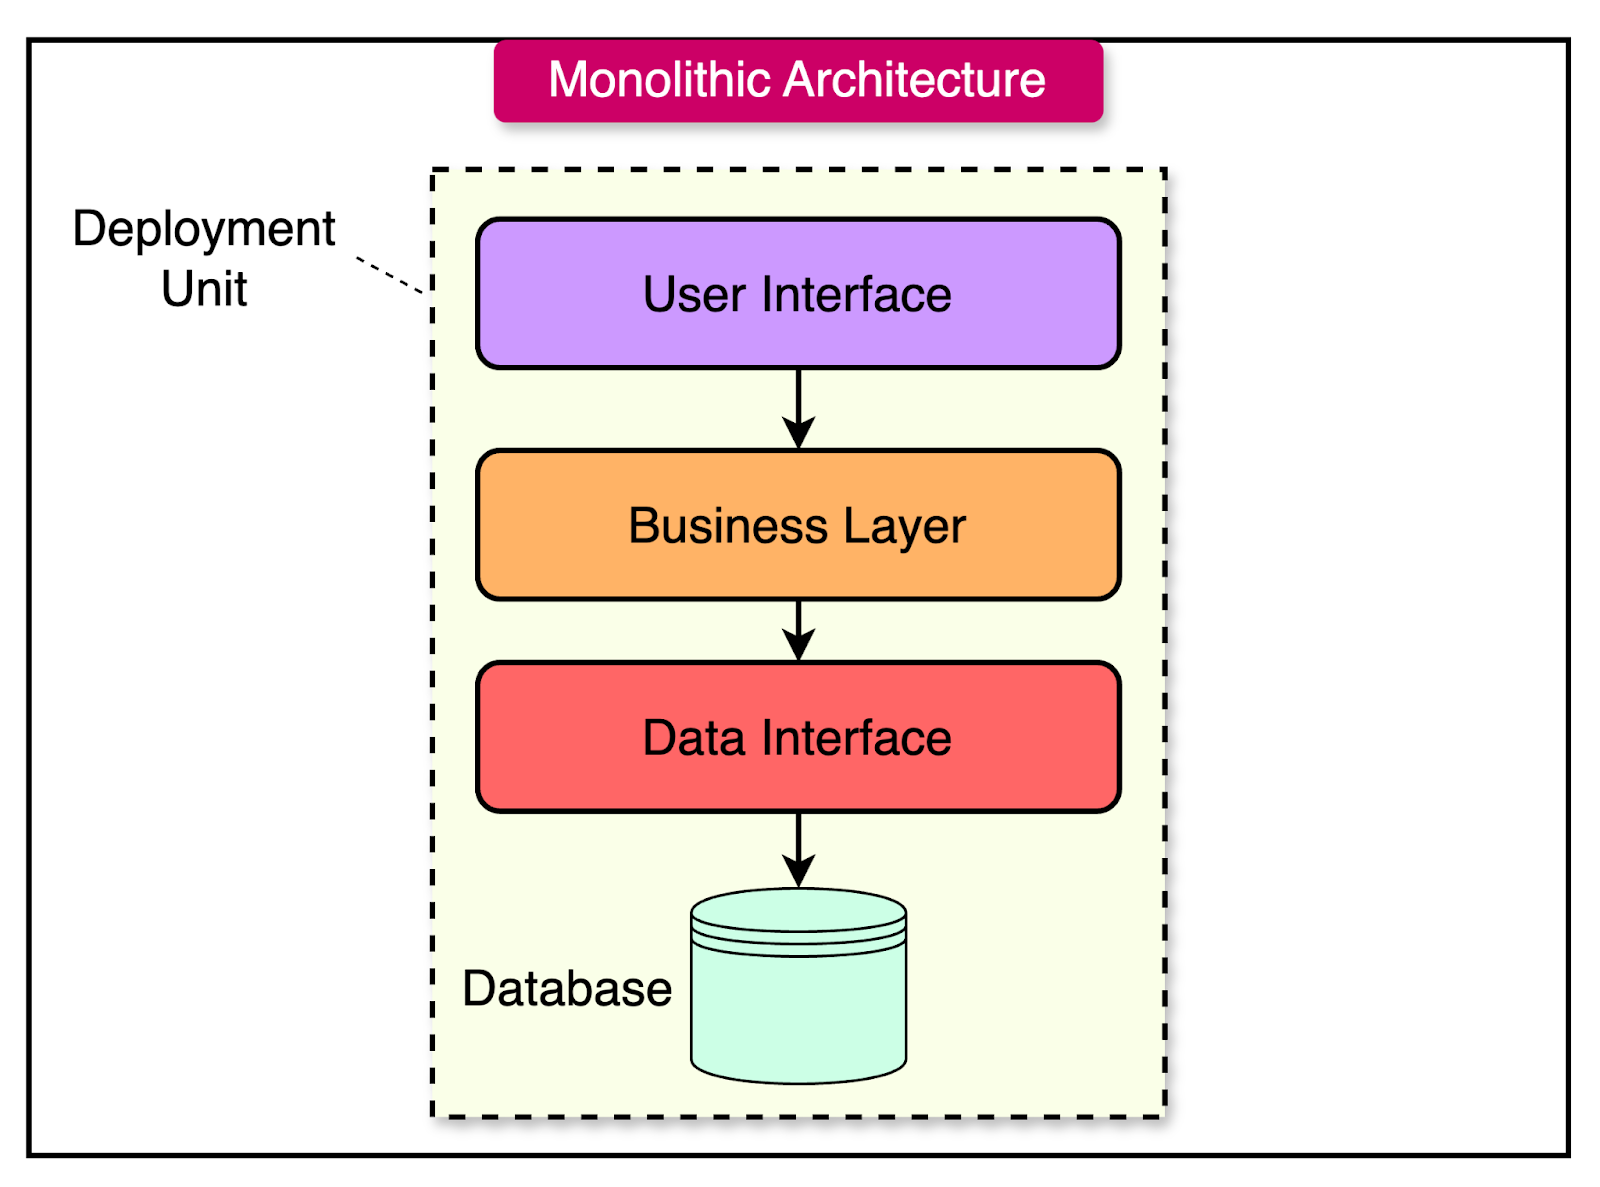 Monolithic Architecture
Deployment
Unit
User Interface
Business Layer
Data Interface
Database